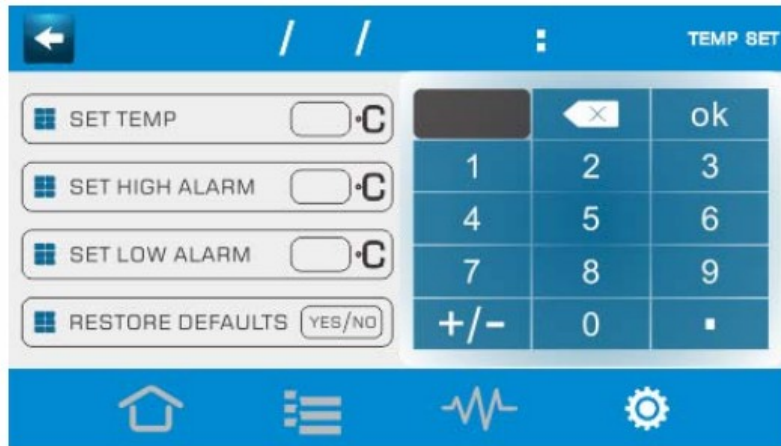 / / : TEMP SET
SET TEMP °C
SET HIGH ALARM °C
SET LOW ALARM °C
RESTORE DEFAULTS YES/NO
ok
1 2 3
4 5 6
7 8 9
+/- 0 .